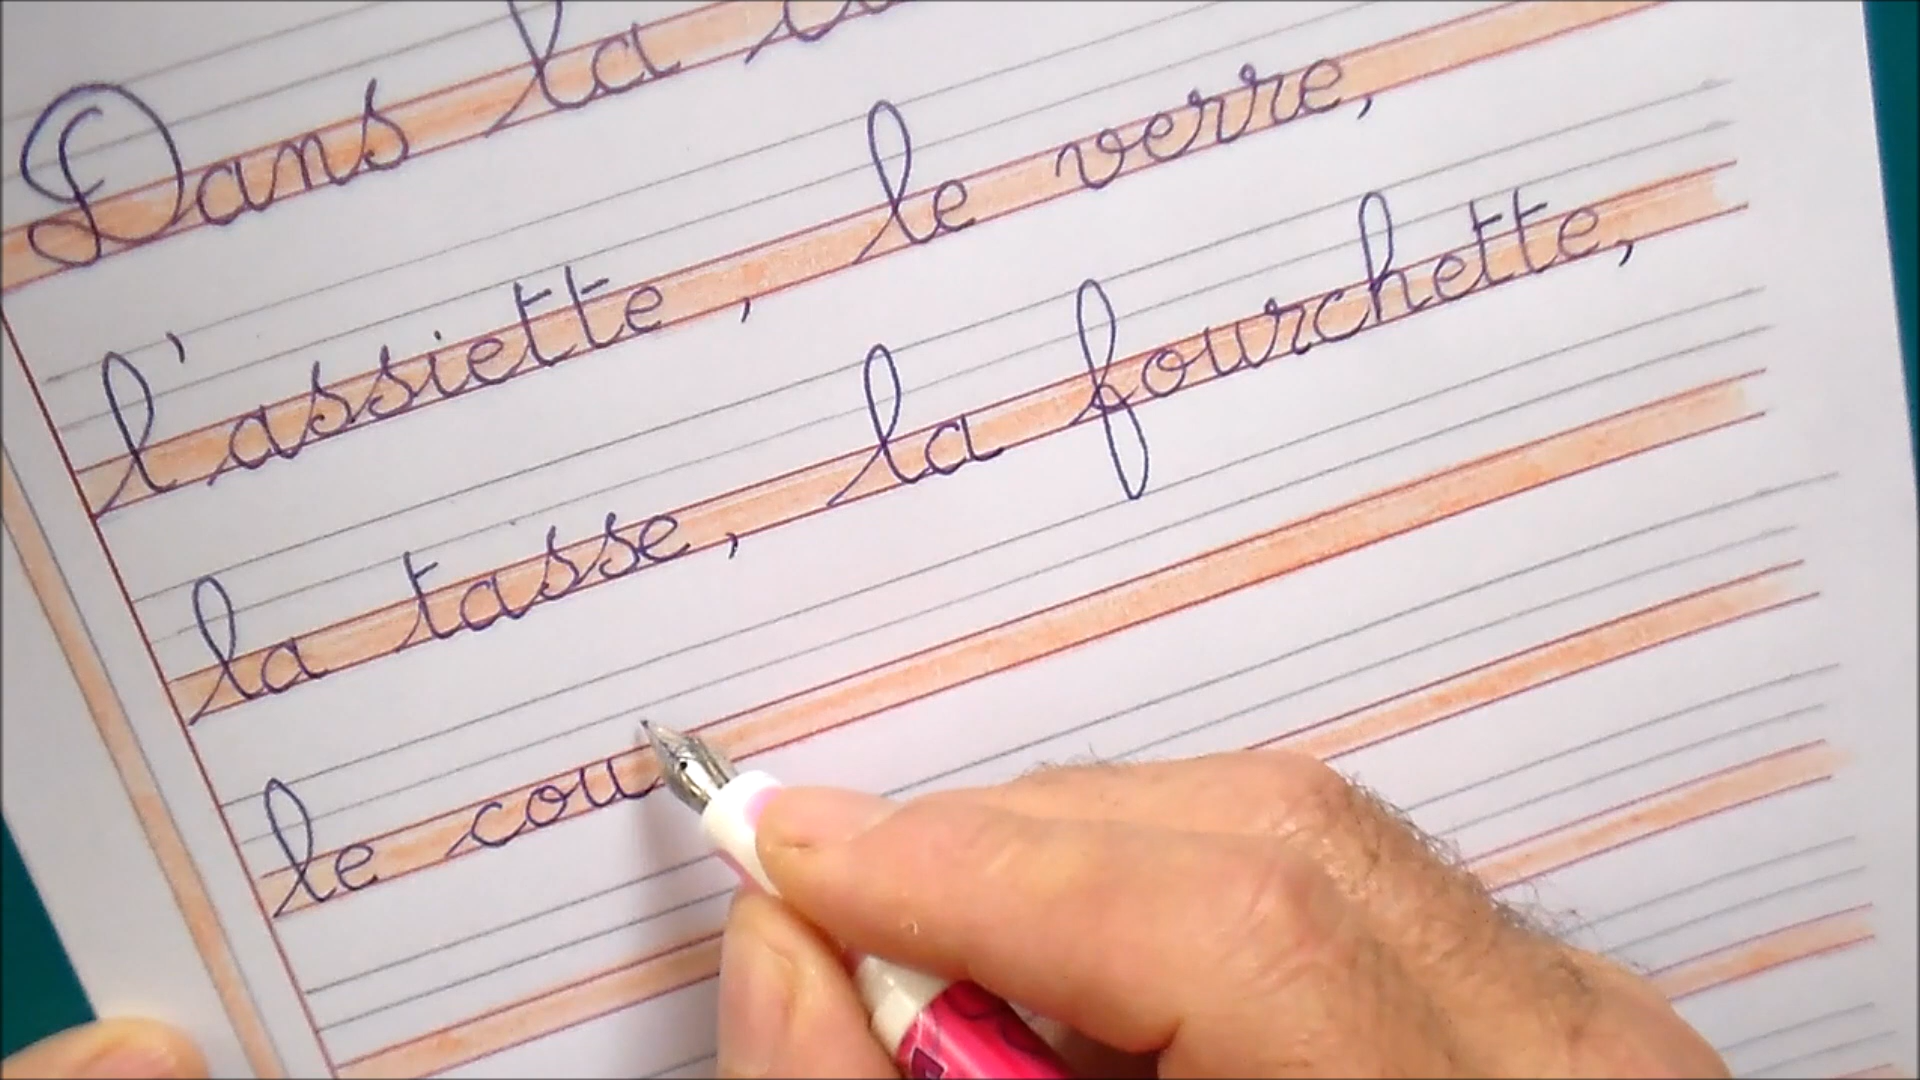 Dans la
l'assiette, le verre,
la tasse, la fourchette,
le cou